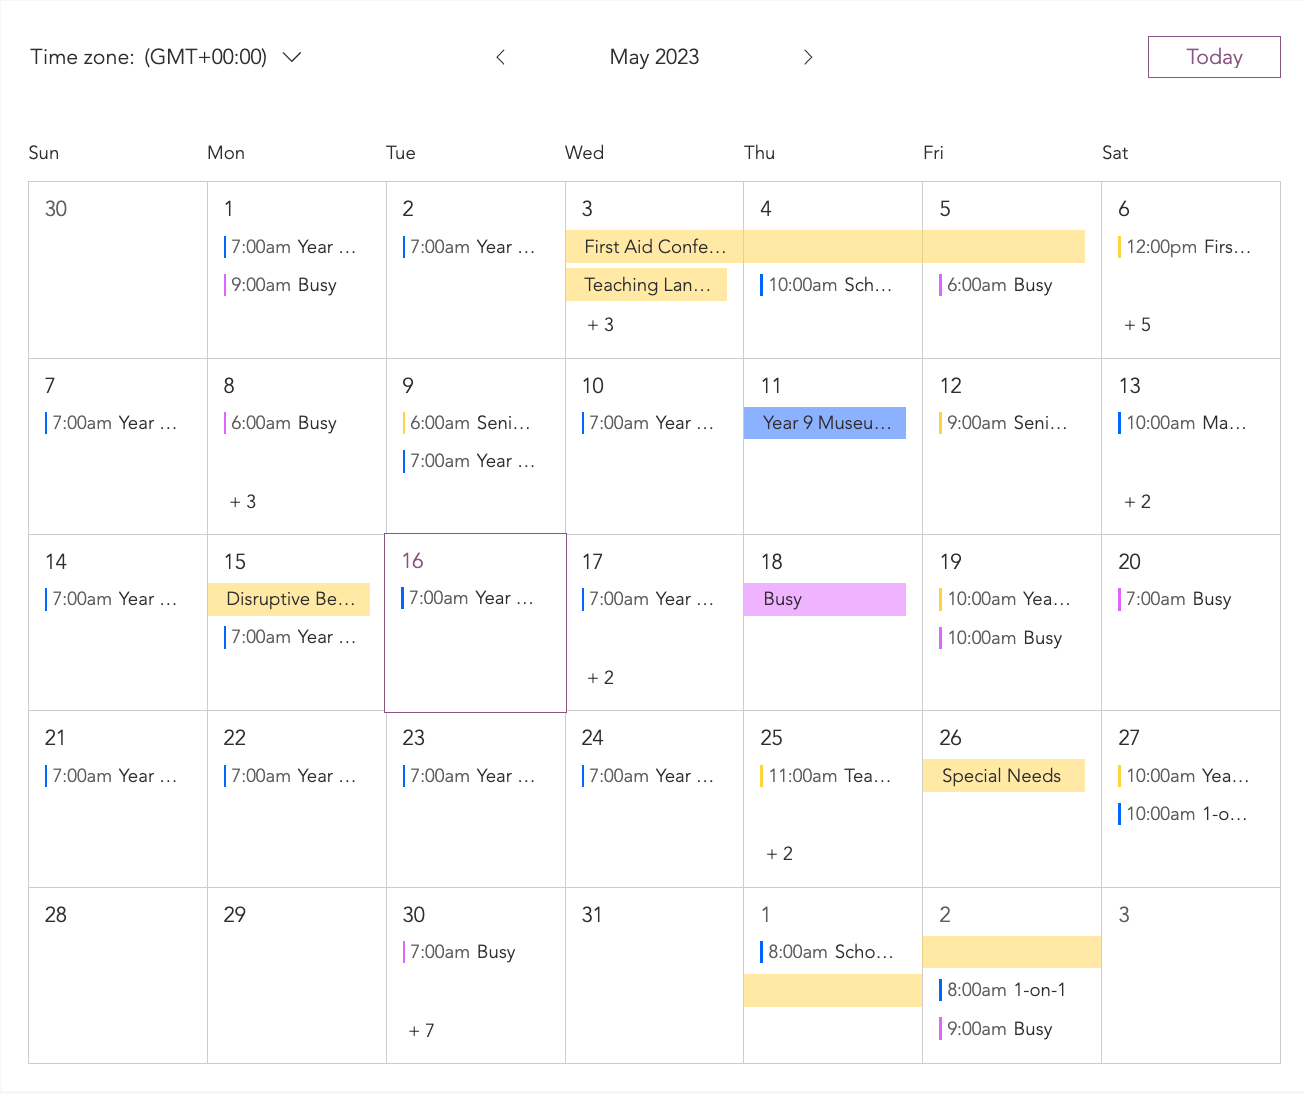 Time zone: (GMT+00:00)
May 2023
Today
Sun Mon Tue Wed Thu Fri Sat
30 1 2 3 4 5 6
7:00am Year ... 7:00am Year ... First Aid Confe... 12:00pm Firs...
9:00am Busy Teaching Lan... 10:00am Sch... 6:00am Busy
+ 3 + 5
7 8 9 10 11 12 13
7:00am Year ... 6:00am Busy 6:00am Seni... 7:00am Year ... Year 9 Museu... 9:00am Seni... 10:00am Ma...
7:00am Year ...
+ 3 + 2
14 15 16 17 18 19 20
7:00am Year ... Disruptive Be... 7:00am Year ... 7:00am Year ... Busy 10:00am Yea... 7:00am Busy
7:00am Year ... 10:00am Busy
+ 2
21 22 23 24 25 26 27
7:00am Year ... 7:00am Year ... 7:00am Year ... 7:00am Year ... 11:00am Tea... Special Needs 10:00am Yea...
10:00am 1-o...
+ 2
28 29 30 31 1 2 3
7:00am Busy 8:00am Scho...
8:00am 1-on-1
+ 7 9:00am Busy